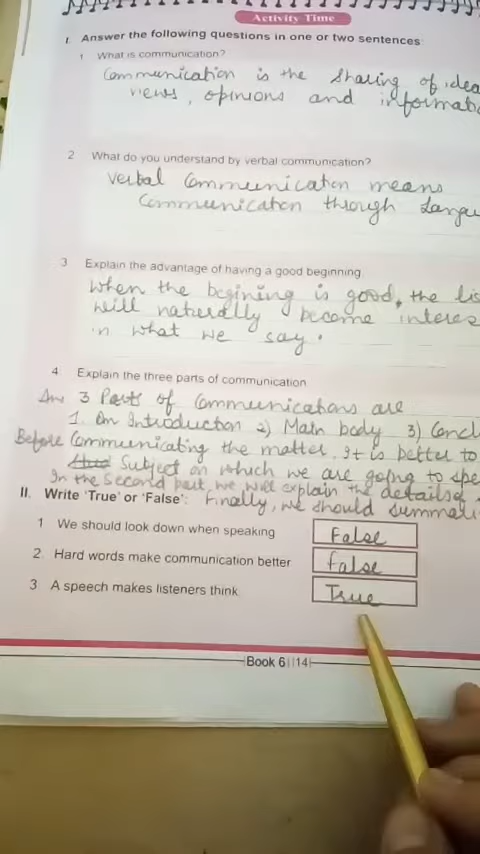 Activity Time
I. Answer the following questions in one or two sentences
1 What is communication?
Communication is the sharing of idea
views, opinions and informati
2 What do you understand by verbal communication?
Verbal Communication means
Communication through Langu
3 Explain the advantage of having a good beginning
When the begining is good, the lis
will naturally become interes
in what we say.
4 Explain the three parts of communication
Ans 3 Parts of Communications are
1. An Introduction 2) Main body 3) Concl
Before Communicating the matter, It is better to
Subject on which we are going to spe
In the second part, we will explain the details
II. Write 'True' or 'False': Finally, we should summari
1 We should look down when speaking False
2. Hard words make communication better False
3 A speech makes listeners think True
Book 6 | 14